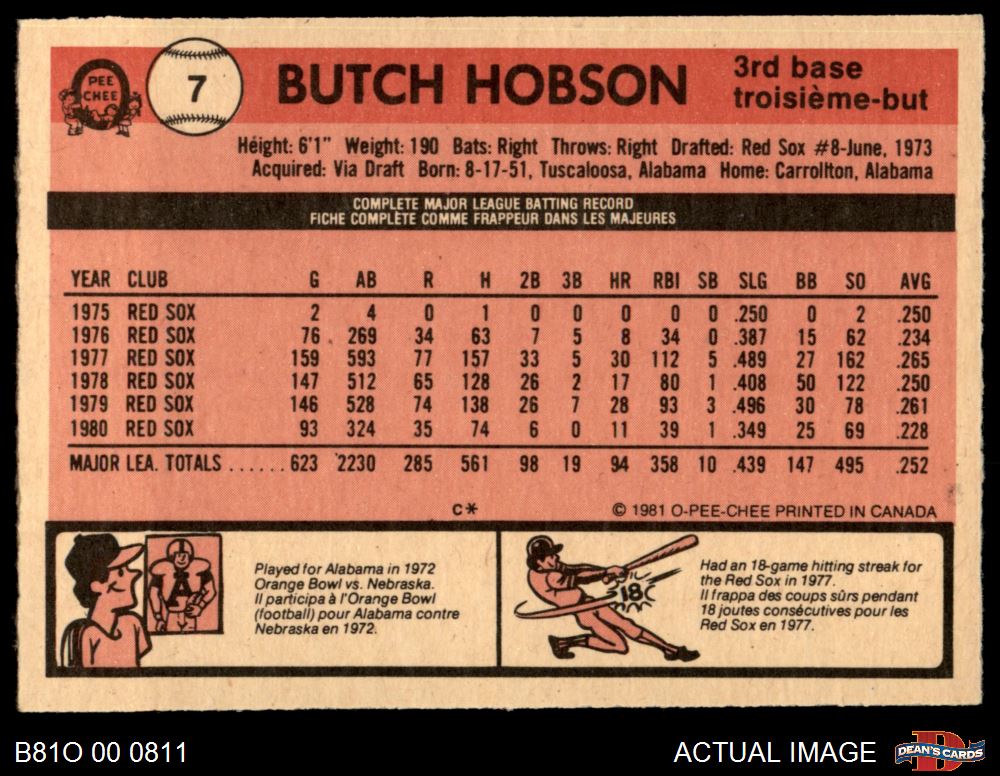 O PEE CHEE
7
BUTCH HOBSON
3rd base
troisième-but
Height: 6'1" Weight: 190 Bats: Right Throws: Right Drafted: Red Sox #8-June, 1973
Acquired: Via Draft Born: 8-17-51, Tuscaloosa, Alabama Home: Carrollton, Alabama
COMPLETE MAJOR LEAGUE BATTING RECORD
FICHE COMPLÈTE COMME FRAPPEUR DANS LES MAJEURES
YEAR CLUB G AB R H 2B 3B HR RBI SB SLG BB SO AVG
1975 RED SOX 2 4 0 1 0 0 0 0 0 .250 0 2 .250
1976 RED SOX 76 269 34 63 7 5 8 34 0 .387 15 62 .234
1977 RED SOX 159 593 77 157 33 5 30 112 5 .489 27 162 .265
1978 RED SOX 147 512 65 128 26 2 17 80 1 .408 50 122 .250
1979 RED SOX 146 528 74 138 26 7 28 93 3 .496 30 78 .261
1980 RED SOX 93 324 35 74 6 0 11 39 1 .349 25 69 .228
MAJOR LEA. TOTALS ...... 623 2230 285 561 98 19 94 358 10 .439 147 495 .252
C* © 1981 O-PEE-CHEE PRINTED IN CANADA
A
Played for Alabama in 1972
Orange Bowl vs. Nebraska.
Il participa à l'Orange Bowl
(football) pour Alabama contre
Nebraska en 1972.
18
Had an 18-game hitting streak for
the Red Sox in 1977.
Il frappa des coups sûrs pendant
18 joutes consécutives pour les
Red Sox en 1977.
B81O 00 0811
ACTUAL IMAGE
D
DEAN'S CARDS